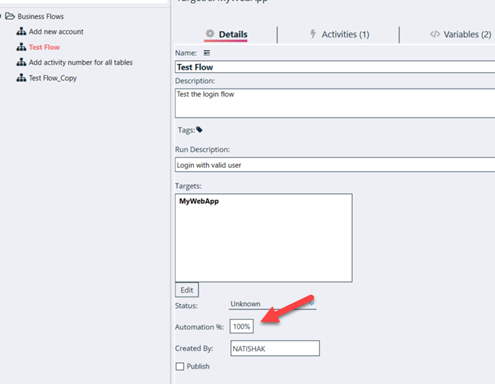 Business Flows
Add new account
Test Flow
Add activity number for all tables
Test Flow_Copy
Details
Activities (1)
Variables (2)
Name:
Test Flow
Description:
Test the login flow
Tags:
Run Description:
Login with valid user
Targets:
MyWebApp
Edit
Status:
Unknown
Automation %:
100%
Created By:
NATISHAK
Publish